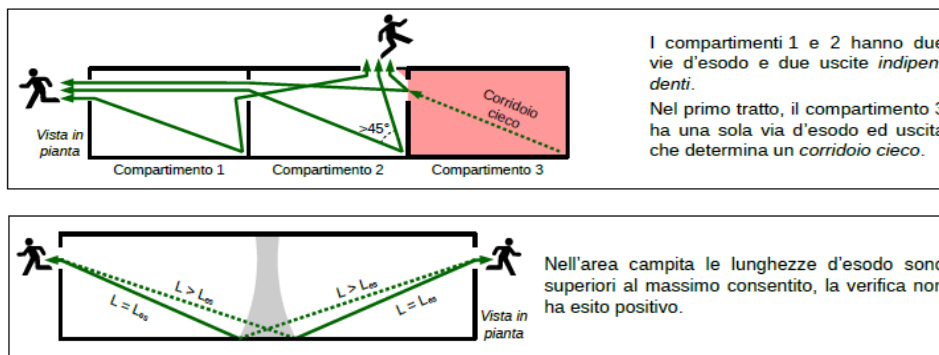 I compartimenti 1 e 2 hanno due
vie d'esodo e due uscite indipen
denti.
Nel primo tratto, il compartimento 3
ha una sola via d'esodo ed uscita
che determina un corridoio cieco.
Corridoio
cieco
>45°
Vista in
pianta
Compartimento 1
Compartimento 2
Compartimento 3
L > Les
L = Les
L > Les
L = Les
Vista in
pianta
Nell'area campita le lunghezze d'esodo sono
superiori al massimo consentito, la verifica non
ha esito positivo.